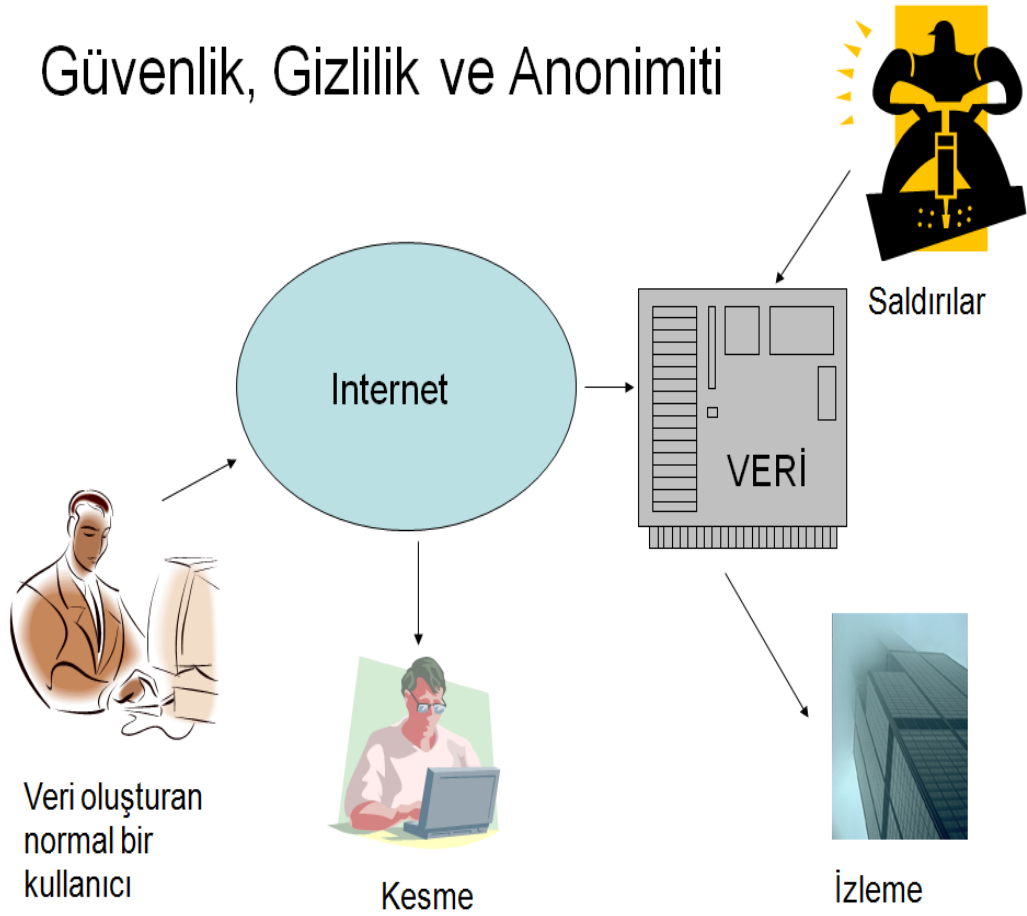 Güvenlik, Gizlilik ve Anonimiti
Saldırılar
Internet
VERİ
Veri oluşturan
normal bir
kullanıcı
Kesme
İzleme